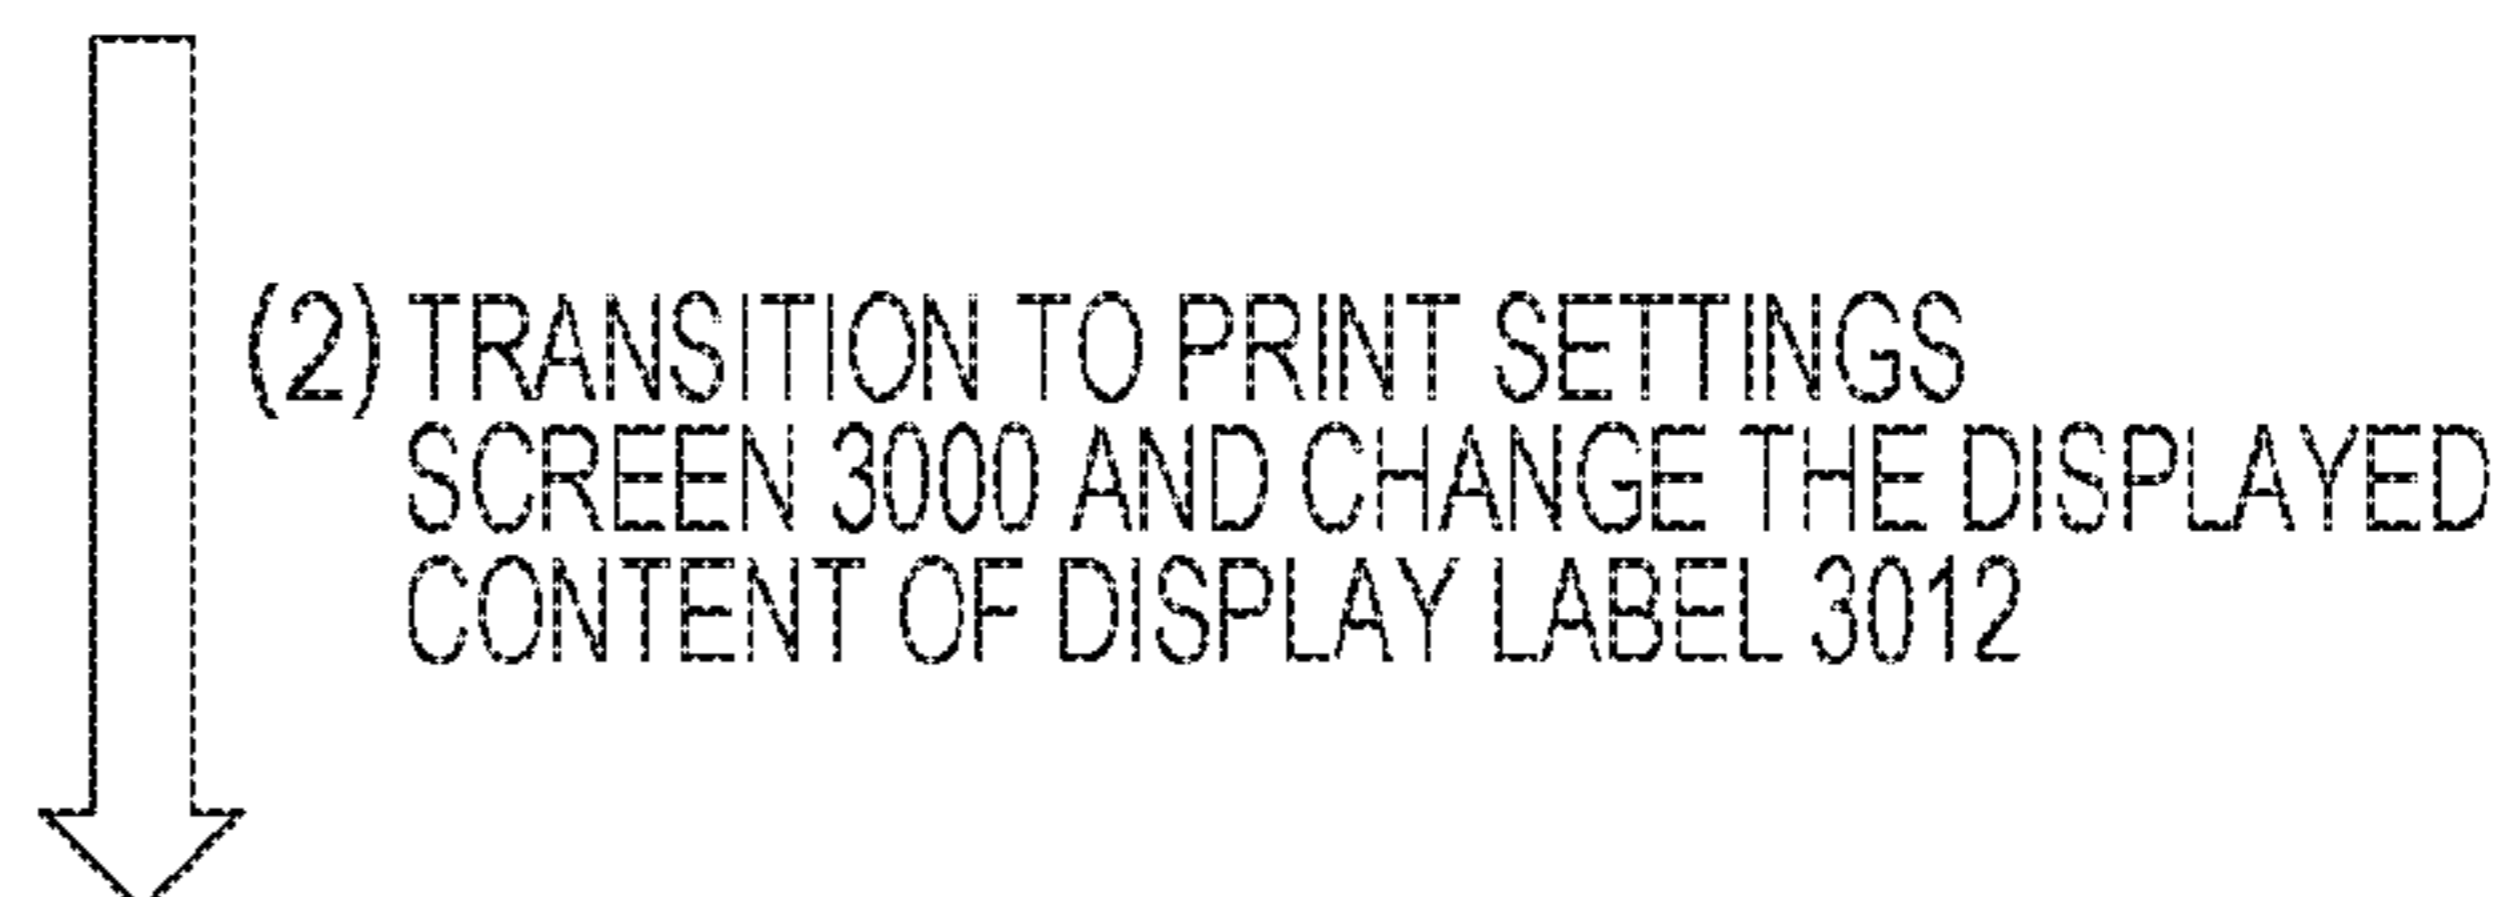 (2) TRANSITION TO PRINT SETTINGS
SCREEN 3000 AND CHANGE THE DISPLAYED
CONTENT OF DISPLAY LABEL 3012